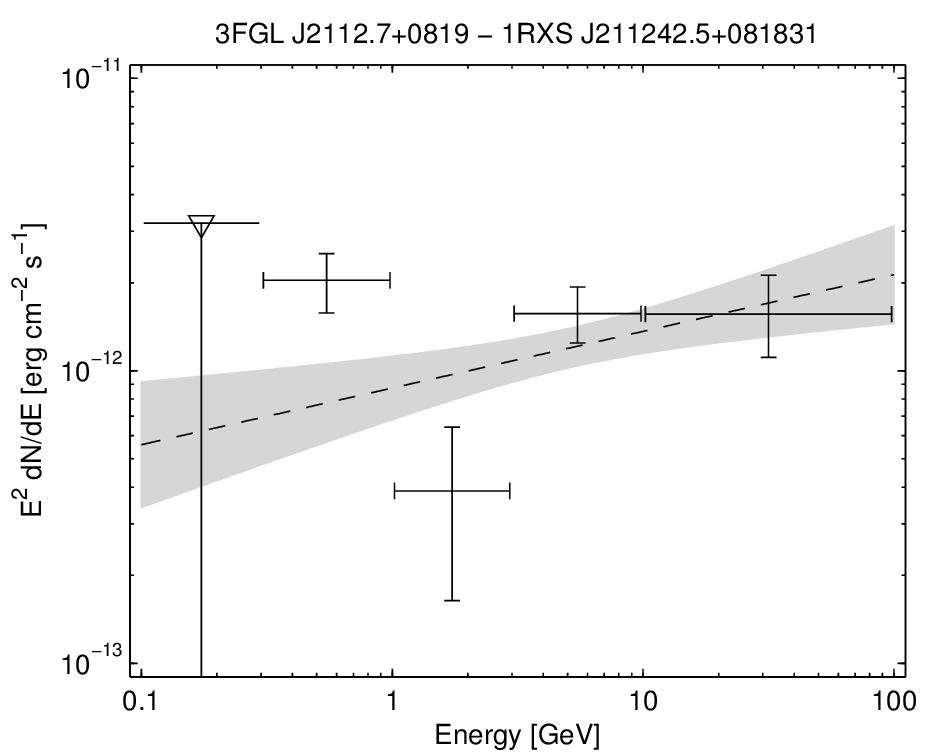 3FGL J2112.7+0819 − 1RXS J211242.5+081831
10⁻¹¹
10⁻¹²
10⁻¹³
E² dN/dE [erg cm⁻² s⁻¹]
0.1 1 10 100
Energy [GeV]